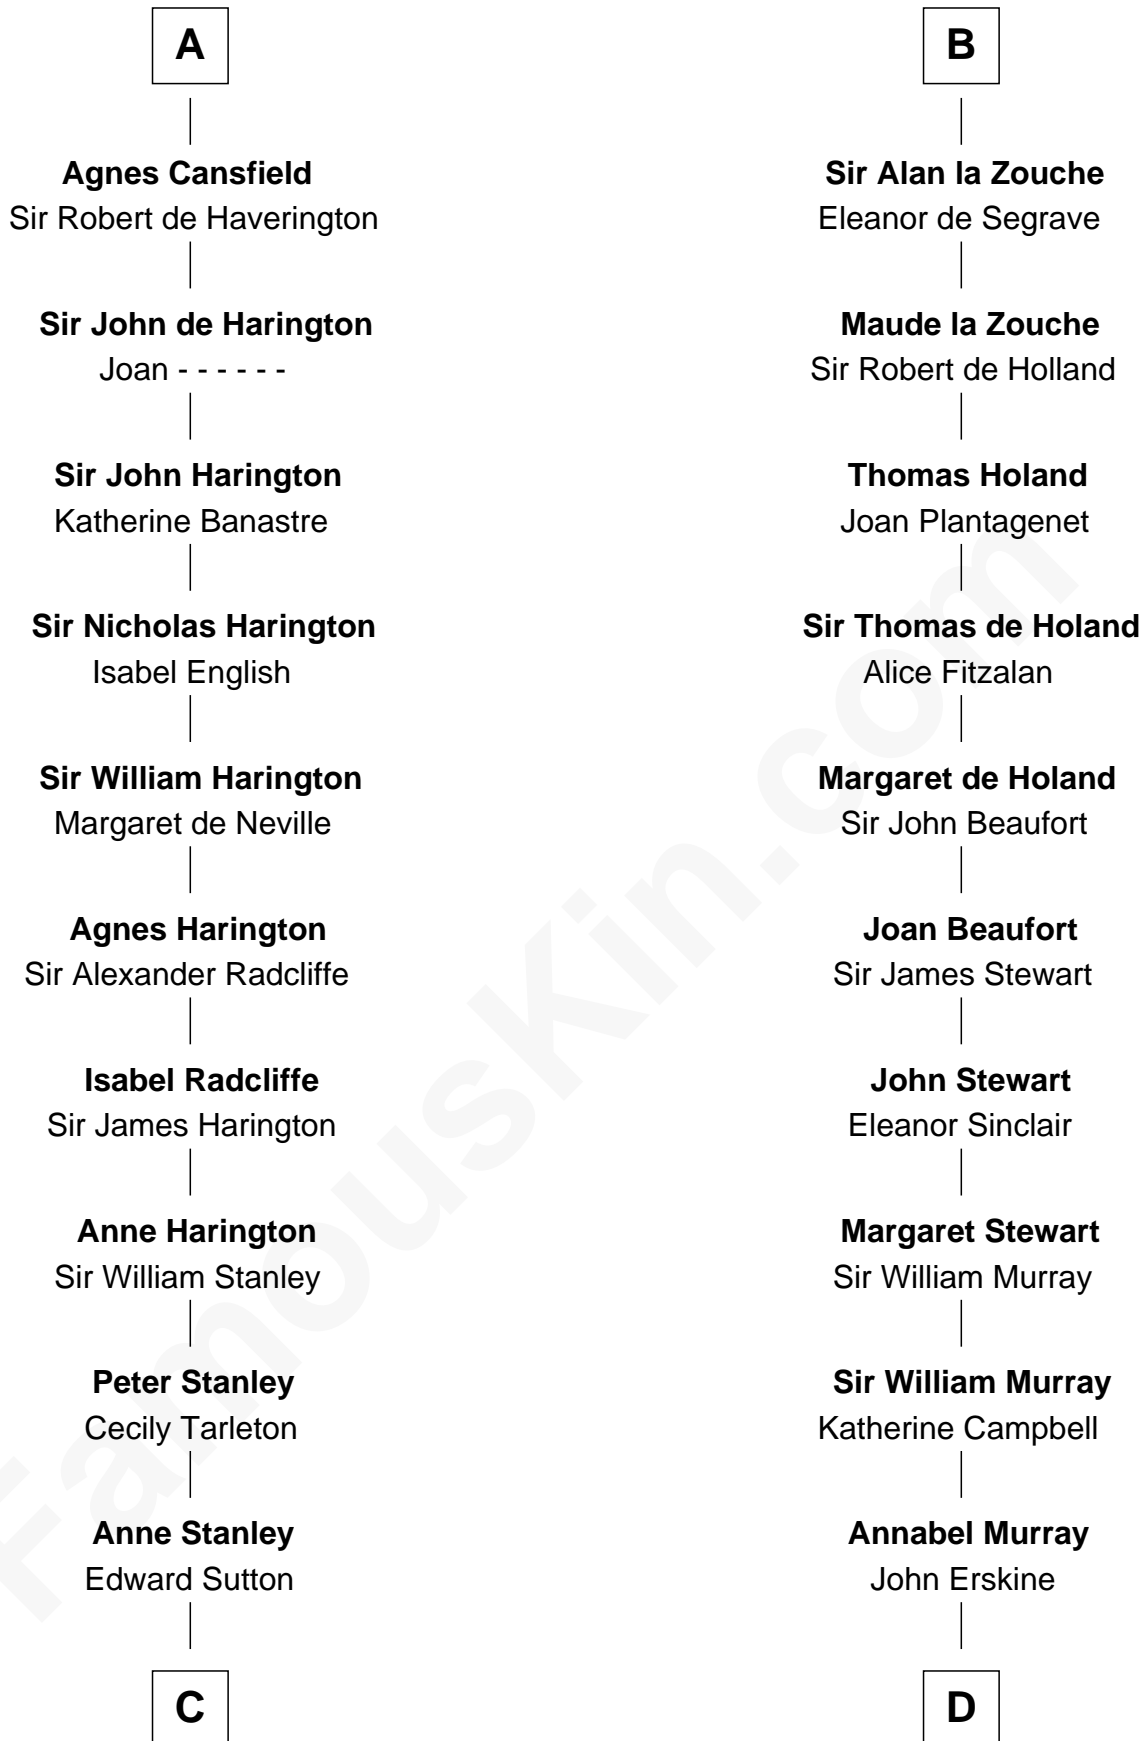 A
Agnes Cansfield
Sir Robert de Haverington
Sir John de Harington
Joan - - - - - -
Sir John Harington
Katherine Banastre
Sir Nicholas Harington
Isabel English
Sir William Harington
Margaret de Neville
Agnes Harington
Sir Alexander Radcliffe
Isabel Radcliffe
Sir James Harington
Anne Harington
Sir William Stanley
Peter Stanley
Cecily Tarleton
Anne Stanley
Edward Sutton
C
B
Sir Alan la Zouche
Eleanor de Segrave
Maude la Zouche
Sir Robert de Holland
Thomas Holand
Joan Plantagenet
Sir Thomas de Holand
Alice Fitzalan
Margaret de Holand
Sir John Beaufort
Joan Beaufort
Sir James Stewart
John Stewart
Eleanor Sinclair
Margaret Stewart
Sir William Murray
Sir William Murray
Katherine Campbell
Annabel Murray
John Erskine
D
FamousKin.com